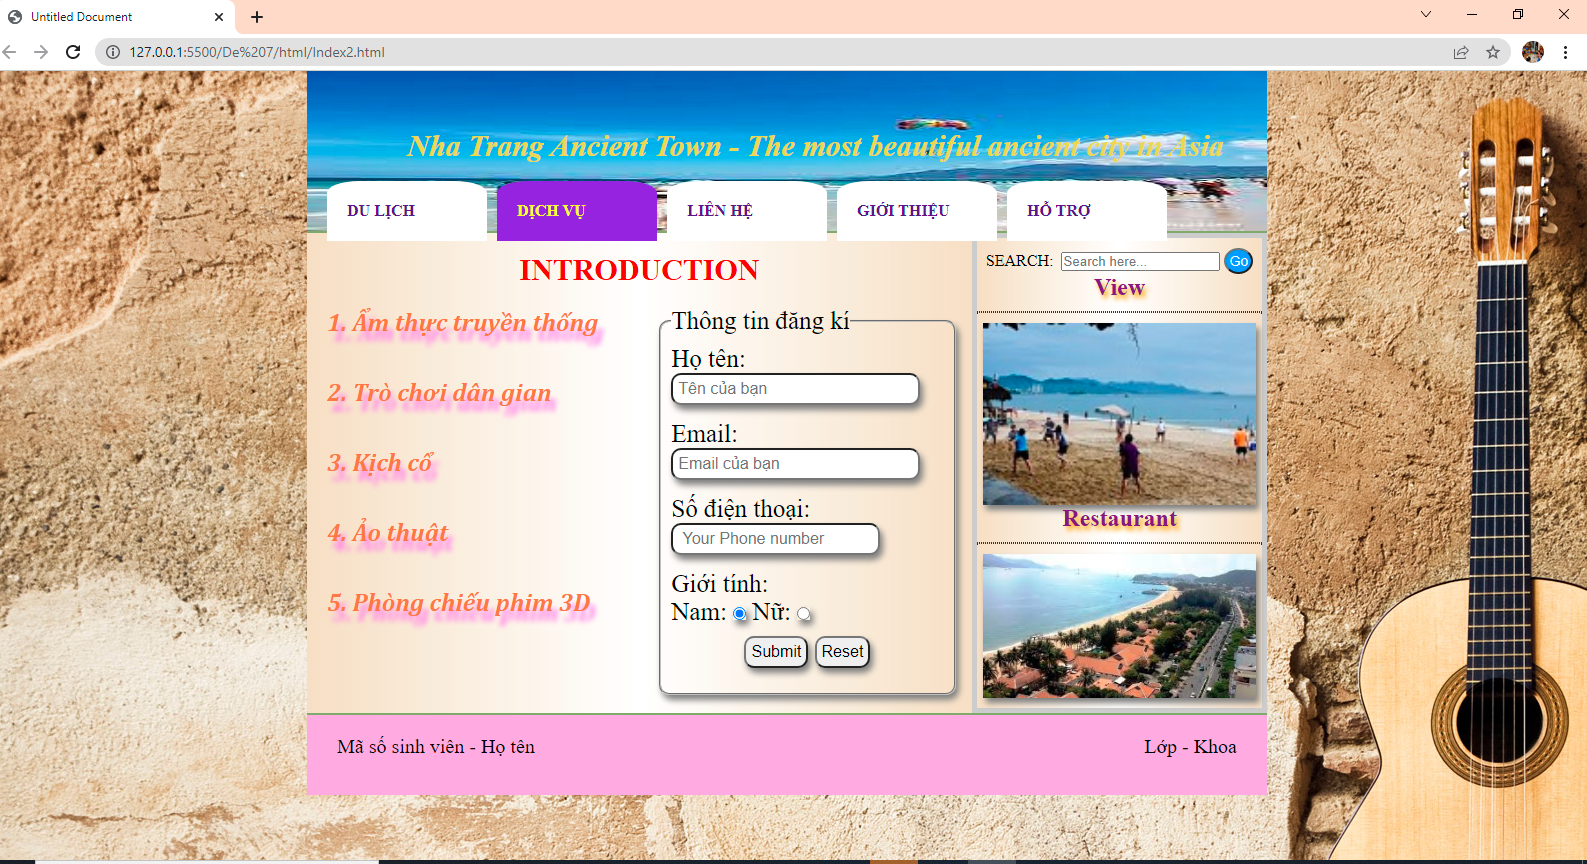 Untitled Document
127.0.0.1:5500/De%207/html/Index2.html
Nha Trang Ancient Town - The most beautiful ancient city in Asia
DU LỊCH
DỊCH VỤ
LIÊN HỆ
GIỚI THIỆU
HỖ TRỢ
INTRODUCTION
1. Ẩm thực truyền thống
2. Trò chơi dân gian
3. Kịch cổ
4. Ảo thuật
5. Phòng chiếu phim 3D
Thông tin đăng kí
Họ tên:
Tên của bạn
Email:
Email của bạn
Số điện thoại:
Your Phone number
Giới tính:
Nam: Nữ:
Submit Reset
SEARCH: Search here... Go
View
Restaurant
Mã số sinh viên - Họ tên
Lớp - Khoa